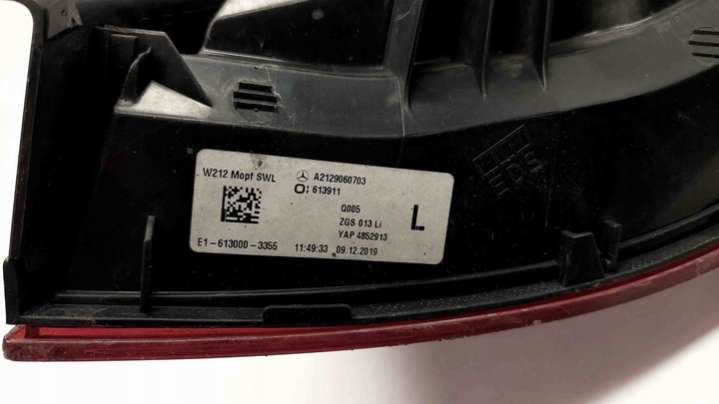 W212 Mopf SWL
A2129060703
O: 613911
Q005
ZGS 013 Li
L
YAP 4852913
E1-613000-3355
11:49:33 09.12.2019